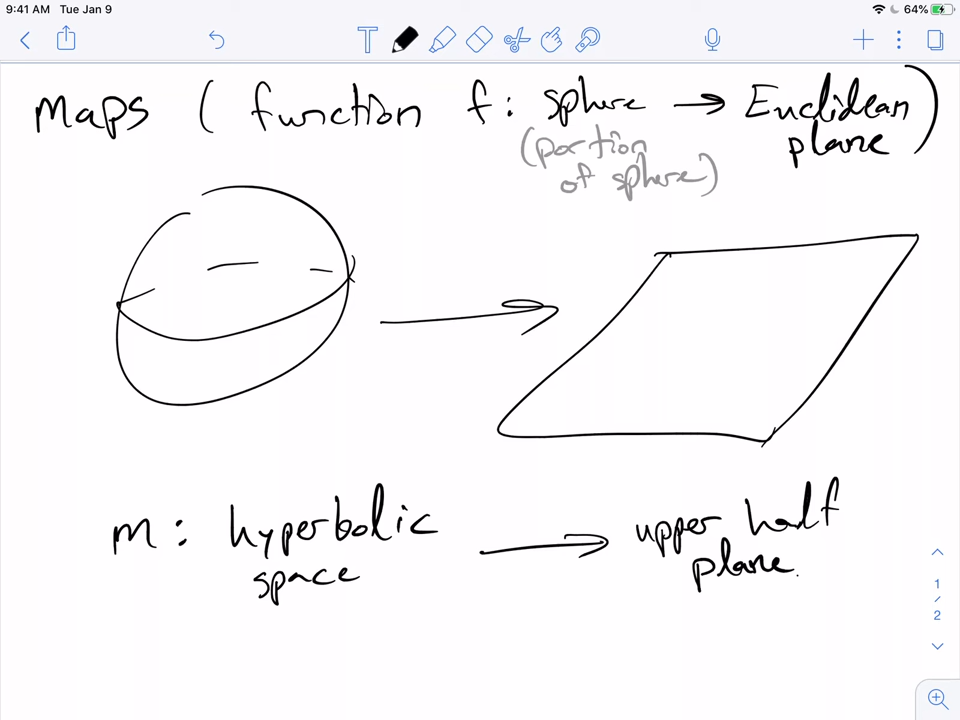 9:41 AM Tue Jan 9
64%
T
Maps ( function f: sphere → Euclidean plane )
(portion
of sphere)
m: hyperbolic space → upper half plane.
1
/
2